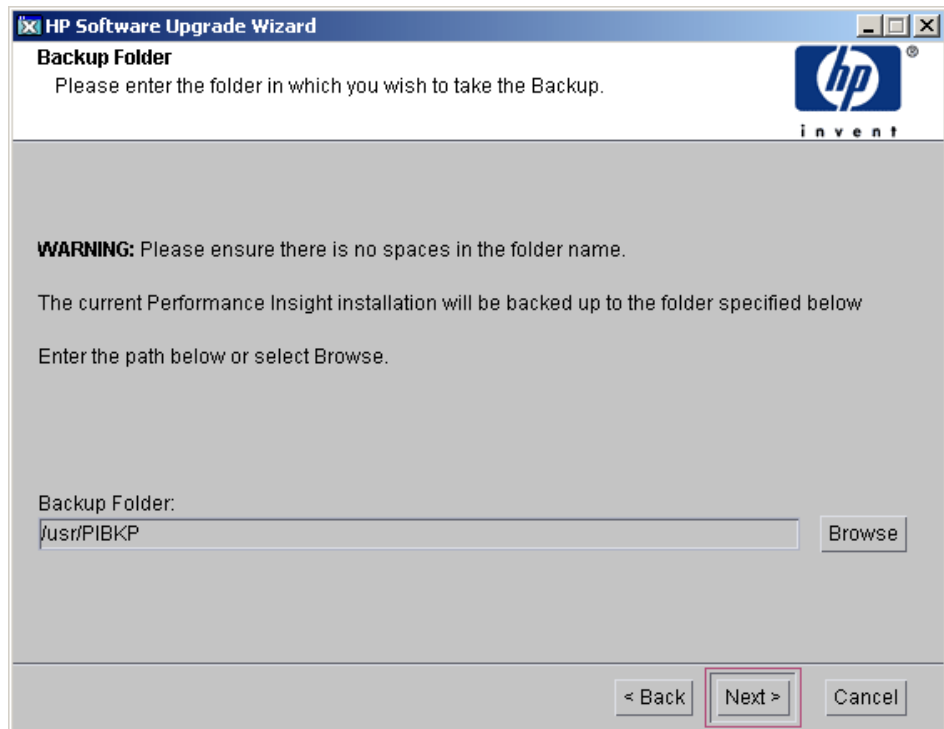 HP Software Upgrade Wizard
Backup Folder
Please enter the folder in which you wish to take the Backup.
hp
®
invent
WARNING: Please ensure there is no spaces in the folder name.
The current Performance Insight installation will be backed up to the folder specified below
Enter the path below or select Browse.
Backup Folder:
/usr/PIBKP
Browse
< Back
Next >
Cancel